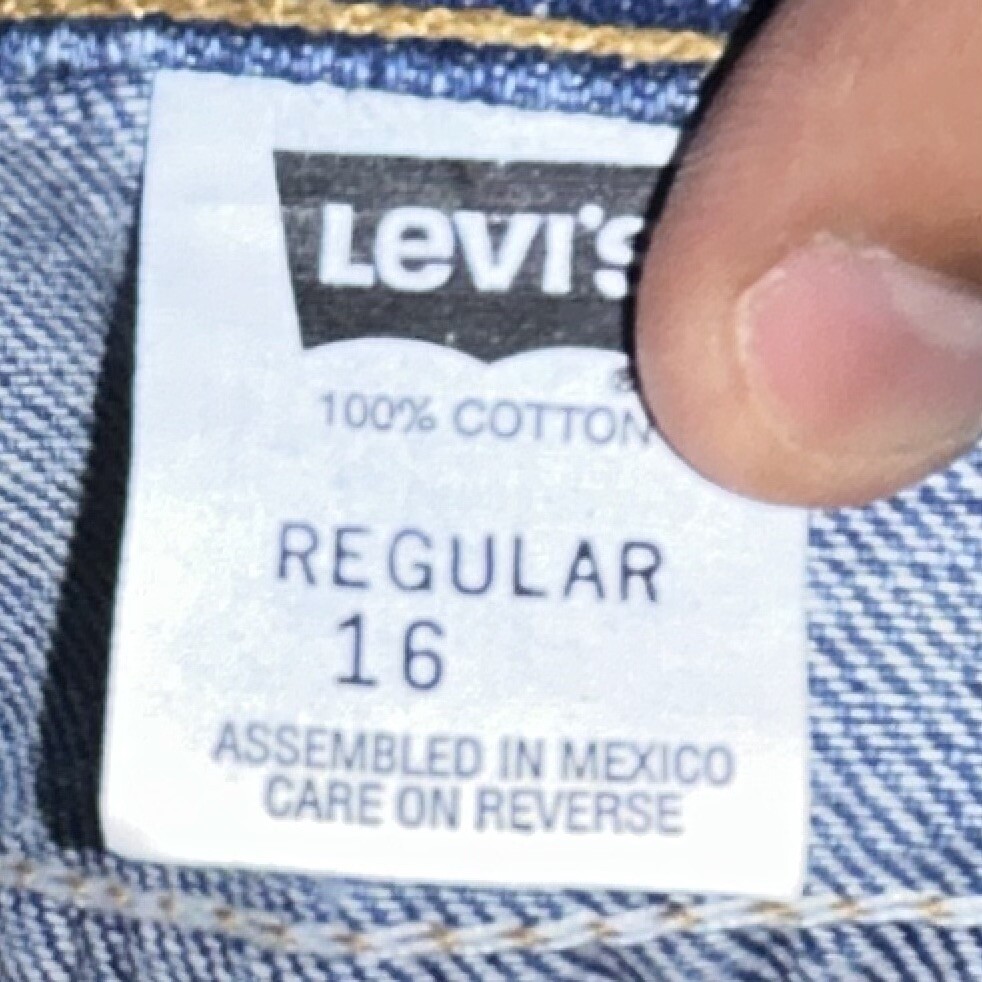 Levi's
100% COTTON
REGULAR
16
ASSEMBLED IN MEXICO
CARE ON REVERSE